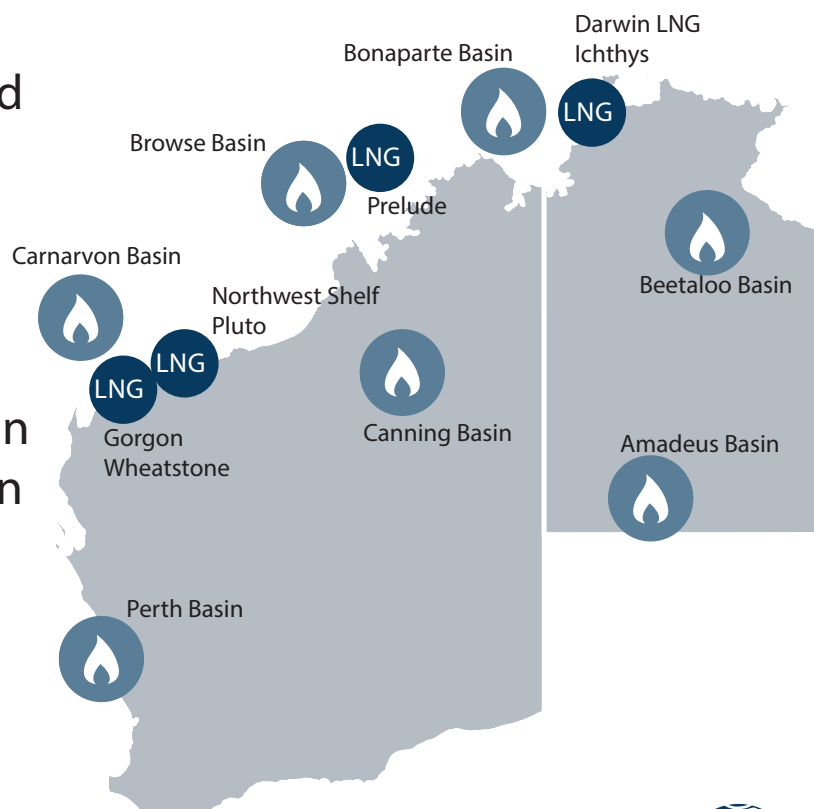 Darwin LNG
Ichthys
Bonaparte Basin
d
LNG
Browse Basin
LNG
Prelude
Carnarvon Basin
Beetaloo Basin
Northwest Shelf
Pluto
LNG
LNG
n
Gorgon
Wheatstone
Canning Basin
Amadeus Basin
n
Perth Basin